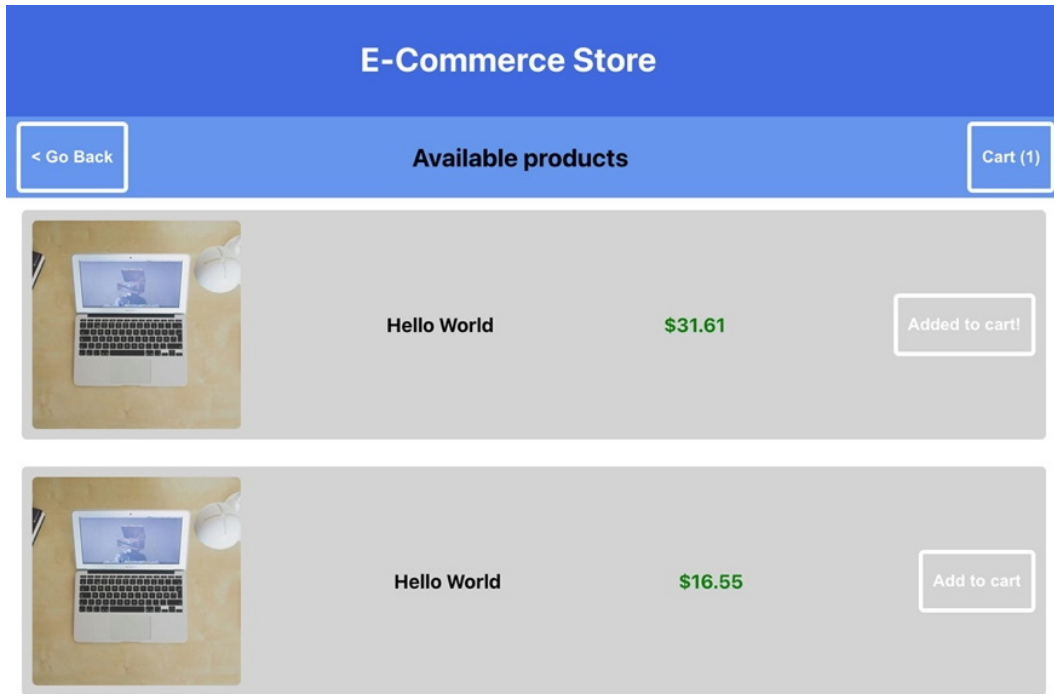 E-Commerce Store
< Go Back
Available products
Cart (1)
Hello World
$31.61
Added to cart!
Hello World
$16.55
Add to cart